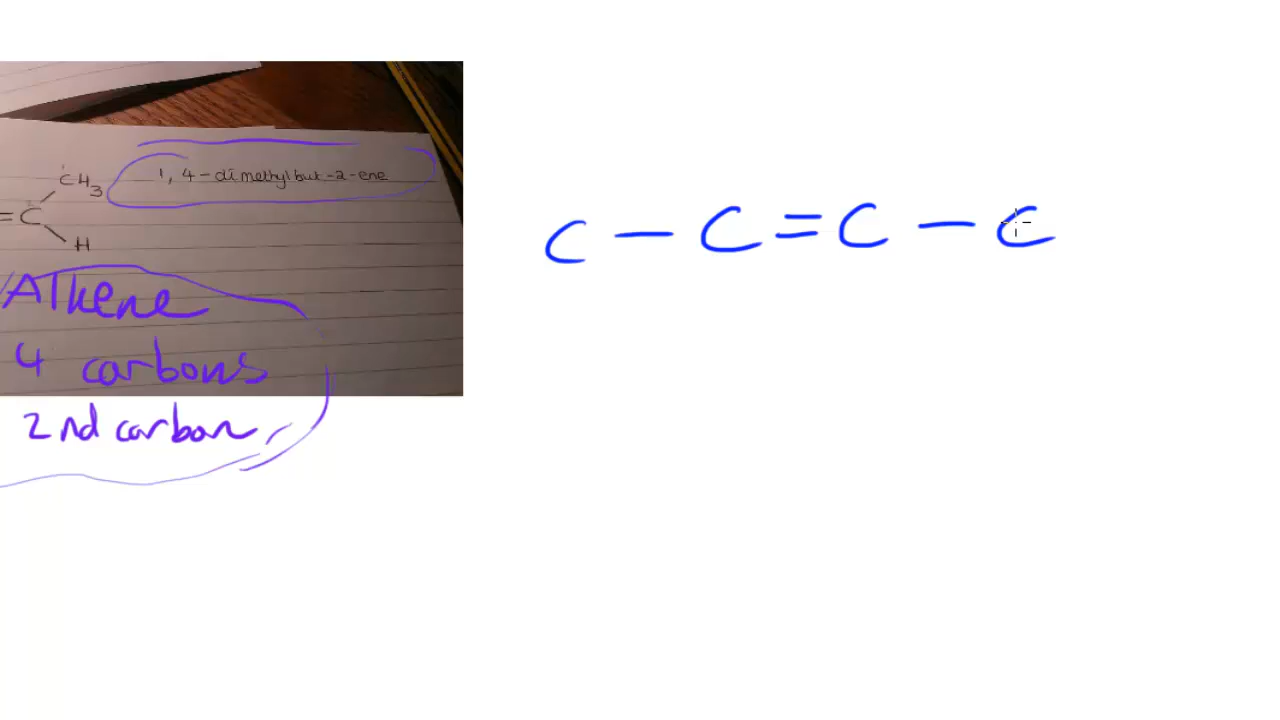 CH3
1, 4-dimethylbut-2-ene
=C
H
Alkene
4 carbons
2nd carbon
C - C = C - C